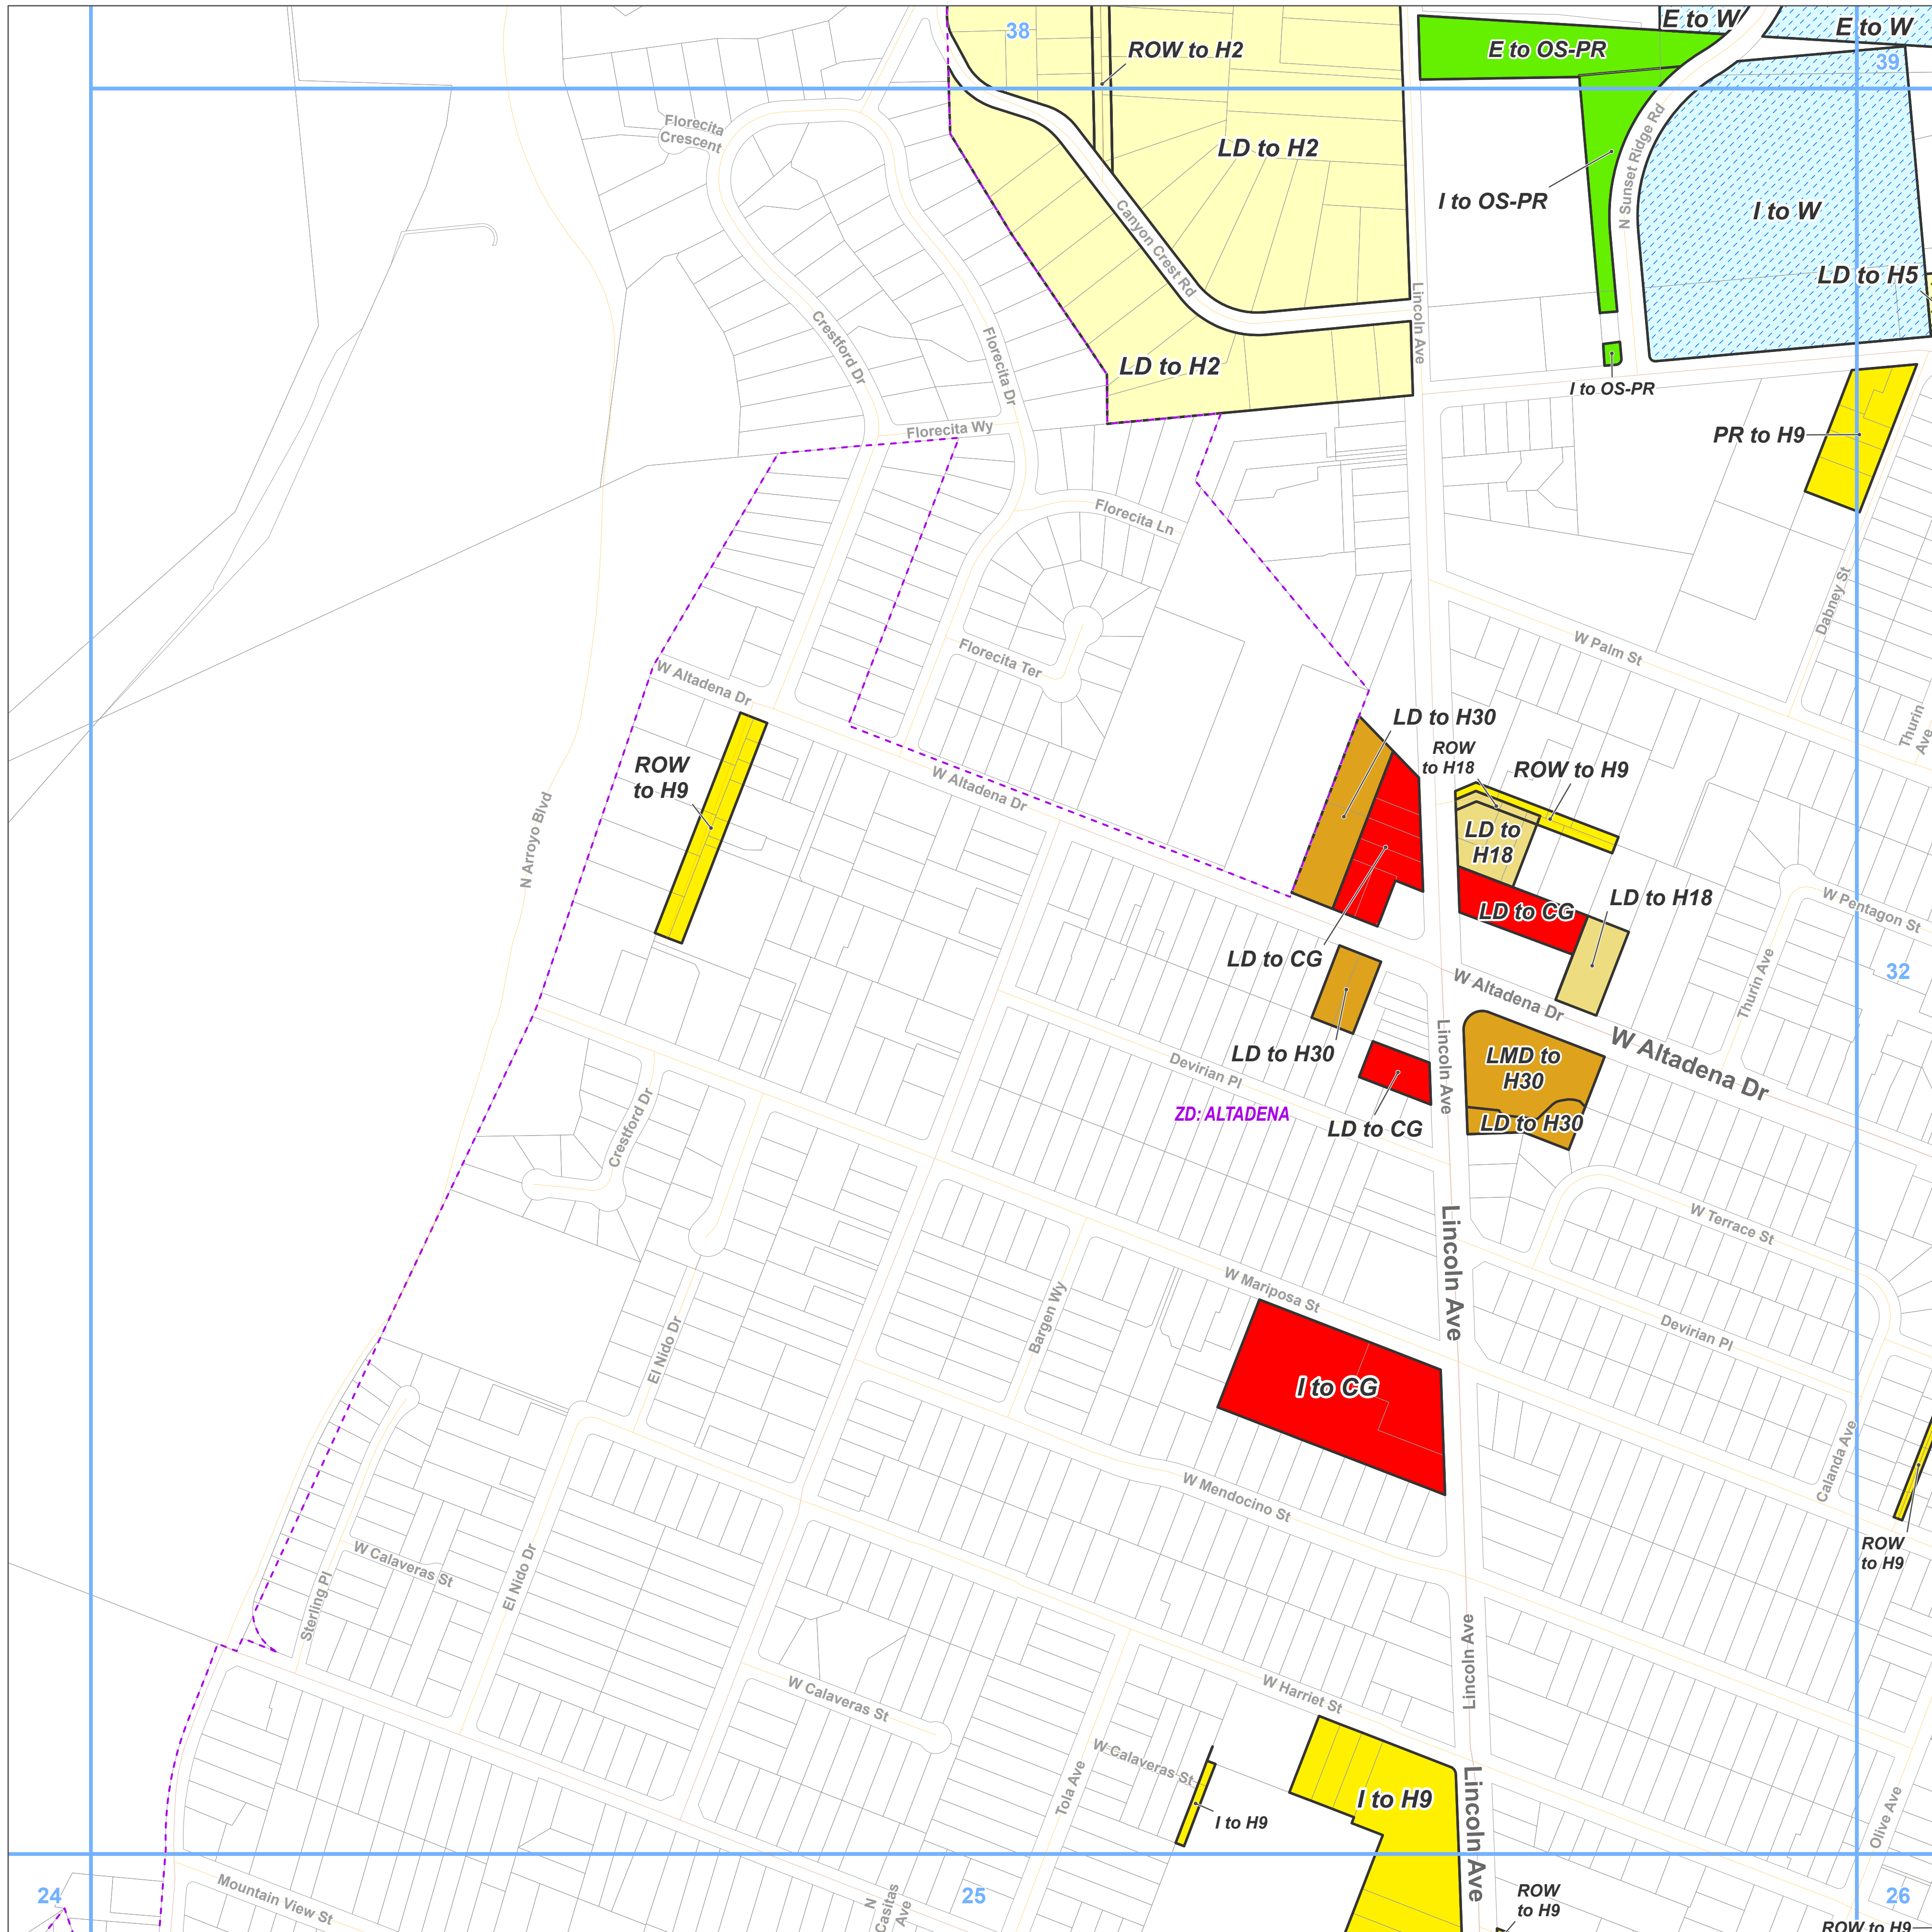 38
E to W
E to W
ROW to H2
E to OS-PR
39
Florecita
Crescent
LD to H2
N Sunset Ridge Rd
I to OS-PR
I to W
Canyon Crest Rd
LD to H5
Lincoln Ave
Crestford Dr
Florecita Dr
LD to H2
I to OS-PR
Florecita Wy
PR to H9
Florecita Ln
Dabney St
Florecita Ter
W Palm St
W Altadena Dr
LD to H30
Thurin
Ave
ROW
to H18
ROW to H9
ROW
to H9
W Altadena Dr
N Arroyo Blvd
LD to
H18
LD to H18
LD to CG
W Pentagon St
LD to CG
32
Thurin Ave
W Altadena Dr
LD to H30
Lincoln Ave
LMD to
H30
W Altadena Dr
Devirian Pl
ZD: ALTADENA
LD to CG
LD to H30
Crestford Dr
W Terrace St
Lincoln Ave
W Mariposa St
Bargen Wy
Devirian Pl
El Nido Dr
I to CG
Calanda Ave
W Mendocino St
ROW
to H9
W Calaveras St
El Nido Dr
Sterling Pl
Lincoln Ave
W Harriet St
W Calaveras St
W Calaveras St
Tola Ave
I to H9
I to H9
Lincoln Ave
Olive Ave
24
Mountain View St
N
Casitas
Ave
25
ROW
to H9
26
ROW to H9